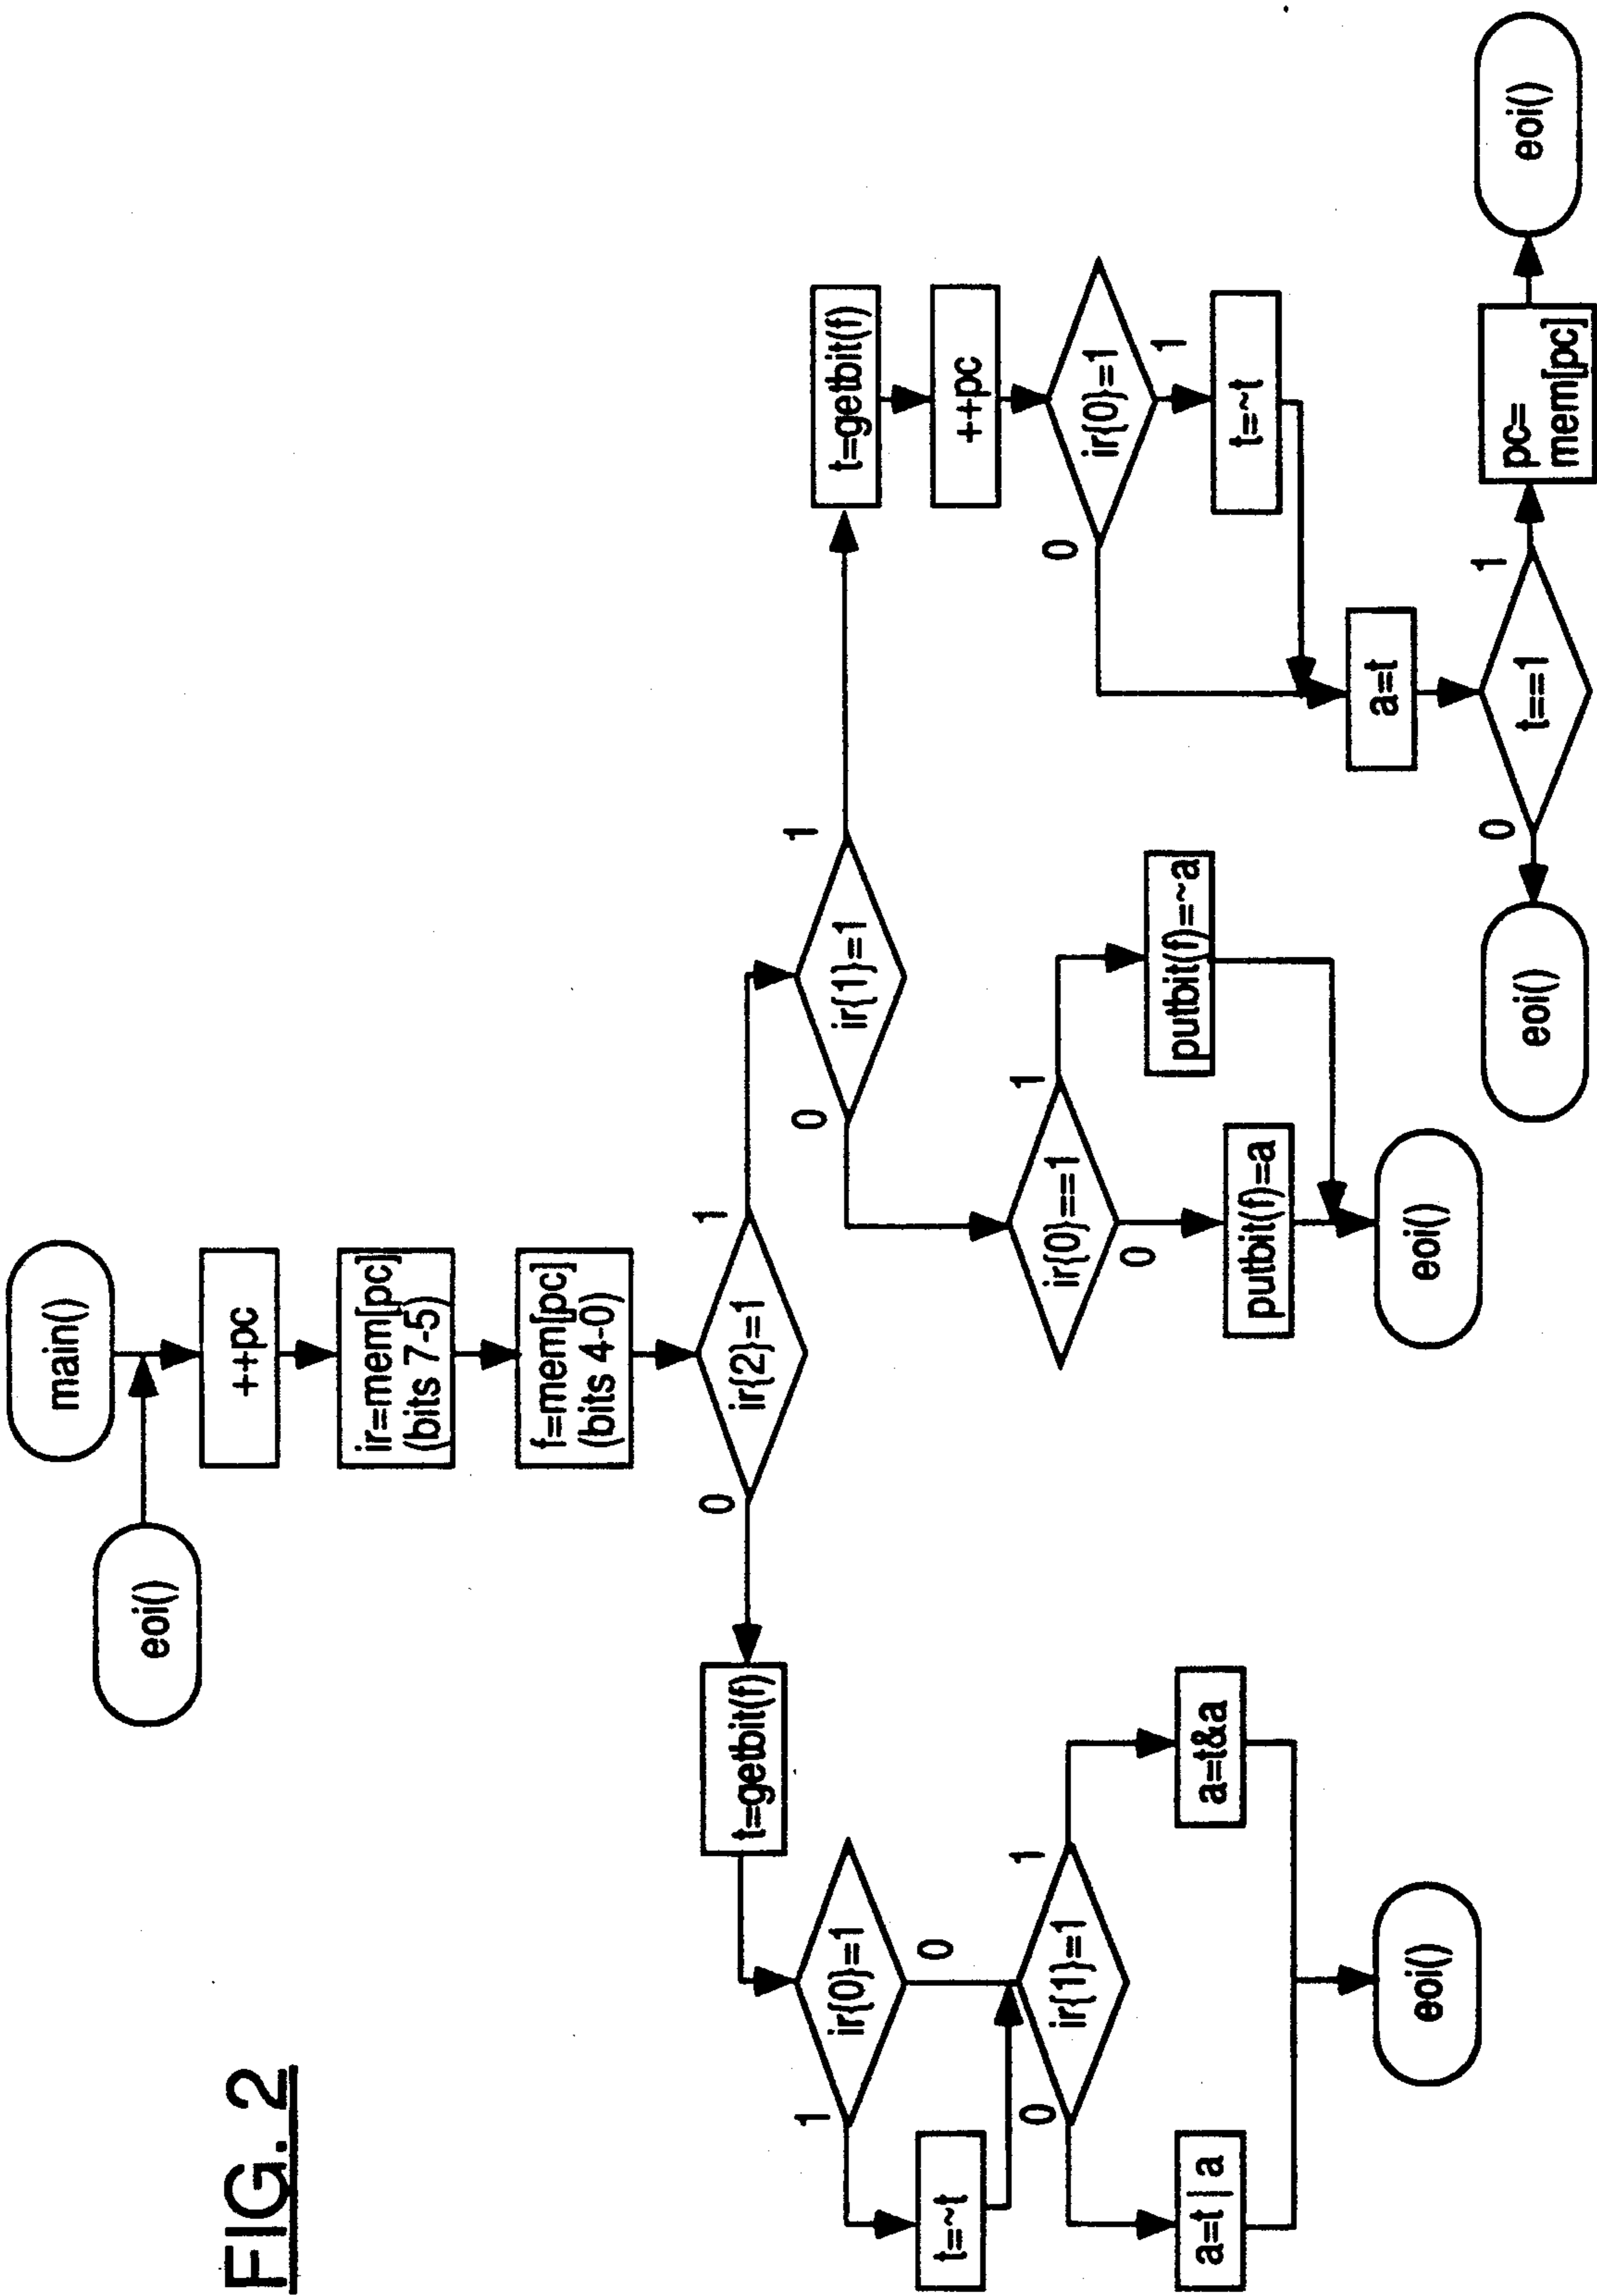 FIG. 2
main()
eoi()
++pc
ir=mem[pc]
(bits 7-5)
f=mem[pc]
(bits 4-0)
ir{2}=1
0
1
t=getbit(f)
ir{0}=1
1
0
t=~t
ir{1}=1
0
1
a=t | a
a=t&a
eoi()
ir{1}=1
0
1
ir{0}==1
0
1
putbit(f)=a
putbit(f)=~a
eoi()
t=getbit(f)
++pc
ir{0}=1
0
1
t=~t
a=t
t==1
0
1
eoi()
pc=
mem[pc]
eoi()